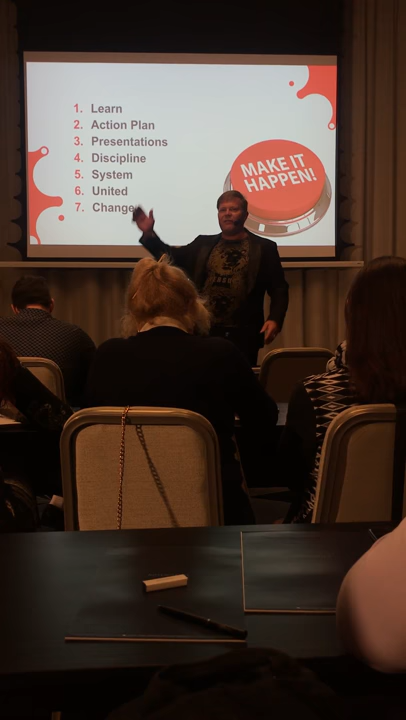 1. Learn
2. Action Plan
3. Presentations
4. Discipline
5. System
6. United
7. Change
MAKE IT
HAPPEN!